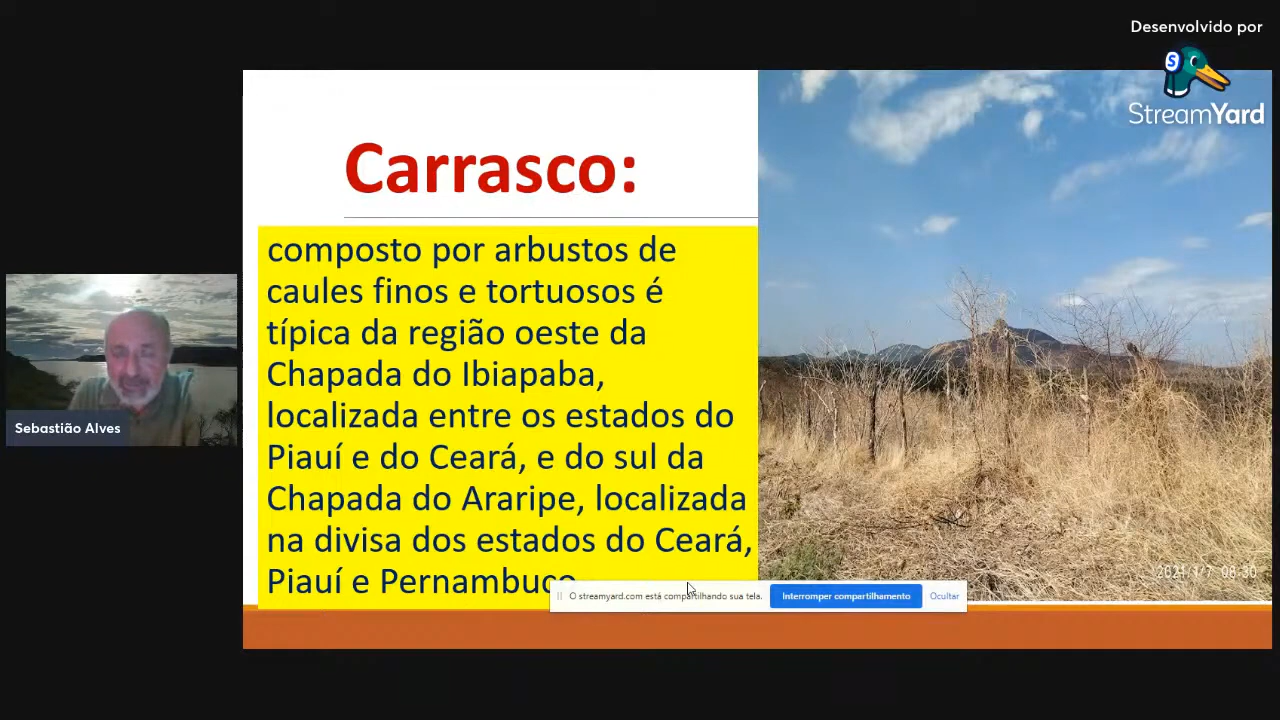 Desenvolvido por
StreamYard
Carrasco:
composto por arbustos de
caules finos e tortuosos é
típica da região oeste da
Chapada do Ibiapaba,
localizada entre os estados do
Piauí e do Ceará, e do sul da
Chapada do Araripe, localizada
na divisa dos estados do Ceará,
Piauí e Pernambuco
Sebastião Alves
O streamyard.com está compartilhando sua tela.
Interromper compartilhamento
Ocultar